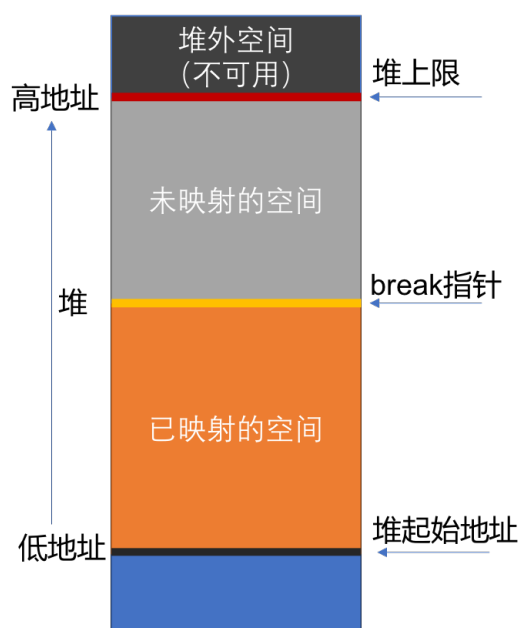 堆外空间
（不可用）
堆上限
高地址
未映射的空间
break指针
堆
已映射的空间
堆起始地址
低地址